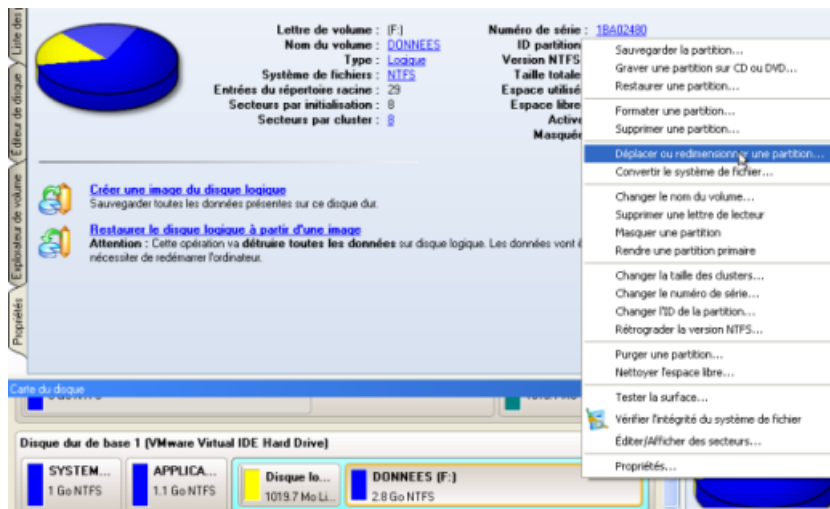 Liste des
Éditeur de disque
Explorateur de volume
Propriétés
Lettre de volume : (F:)
Nom du volume : DONNEES
Type : Logique
Système de fichiers : NTFS
Entrées du répertoire racine : 29
Secteurs par initialisation : 8
Secteurs par cluster : 8
Numéro de série : 1BA02480
ID partition
Version NTFS
Taille totale
Espace utilisé
Espace libre
Active
Masquée
Créer une image du disque logique
Sauvegarder toutes les données présentes sur ce disque dur.
Restaurer le disque logique à partir d'une image
Attention : Cette opération va détruire toutes les données sur disque logique. Les données vont
nécessiter de redémarrer l'ordinateur.
Sauvegarder la partition...
Graver une partition sur CD ou DVD...
Restaurer une partition...
Formater une partition...
Supprimer une partition...
Déplacer ou redimensionner une partition...
Convertir le système de fichier...
Changer le nom du volume...
Supprimer une lettre de lecteur
Masquer une partition
Rendre une partition primaire
Changer la taille des clusters...
Changer le numéro de série...
Changer l'ID de la partition...
Rétrograder la version NTFS...
Purger une partition...
Nettoyer l'espace libre...
Tester la surface...
Vérifier l'intégrité du système de fichier
Éditer/Afficher des secteurs...
Propriétés...
Carte du disque
Disque dur de base 1 (VMware Virtual IDE Hard Drive)
SYSTEM...
1 Go NTFS
APPLICA...
1.1 Go NTFS
Disque lo...
1019.7 Mo Li...
DONNEES (F:)
2.8 Go NTFS